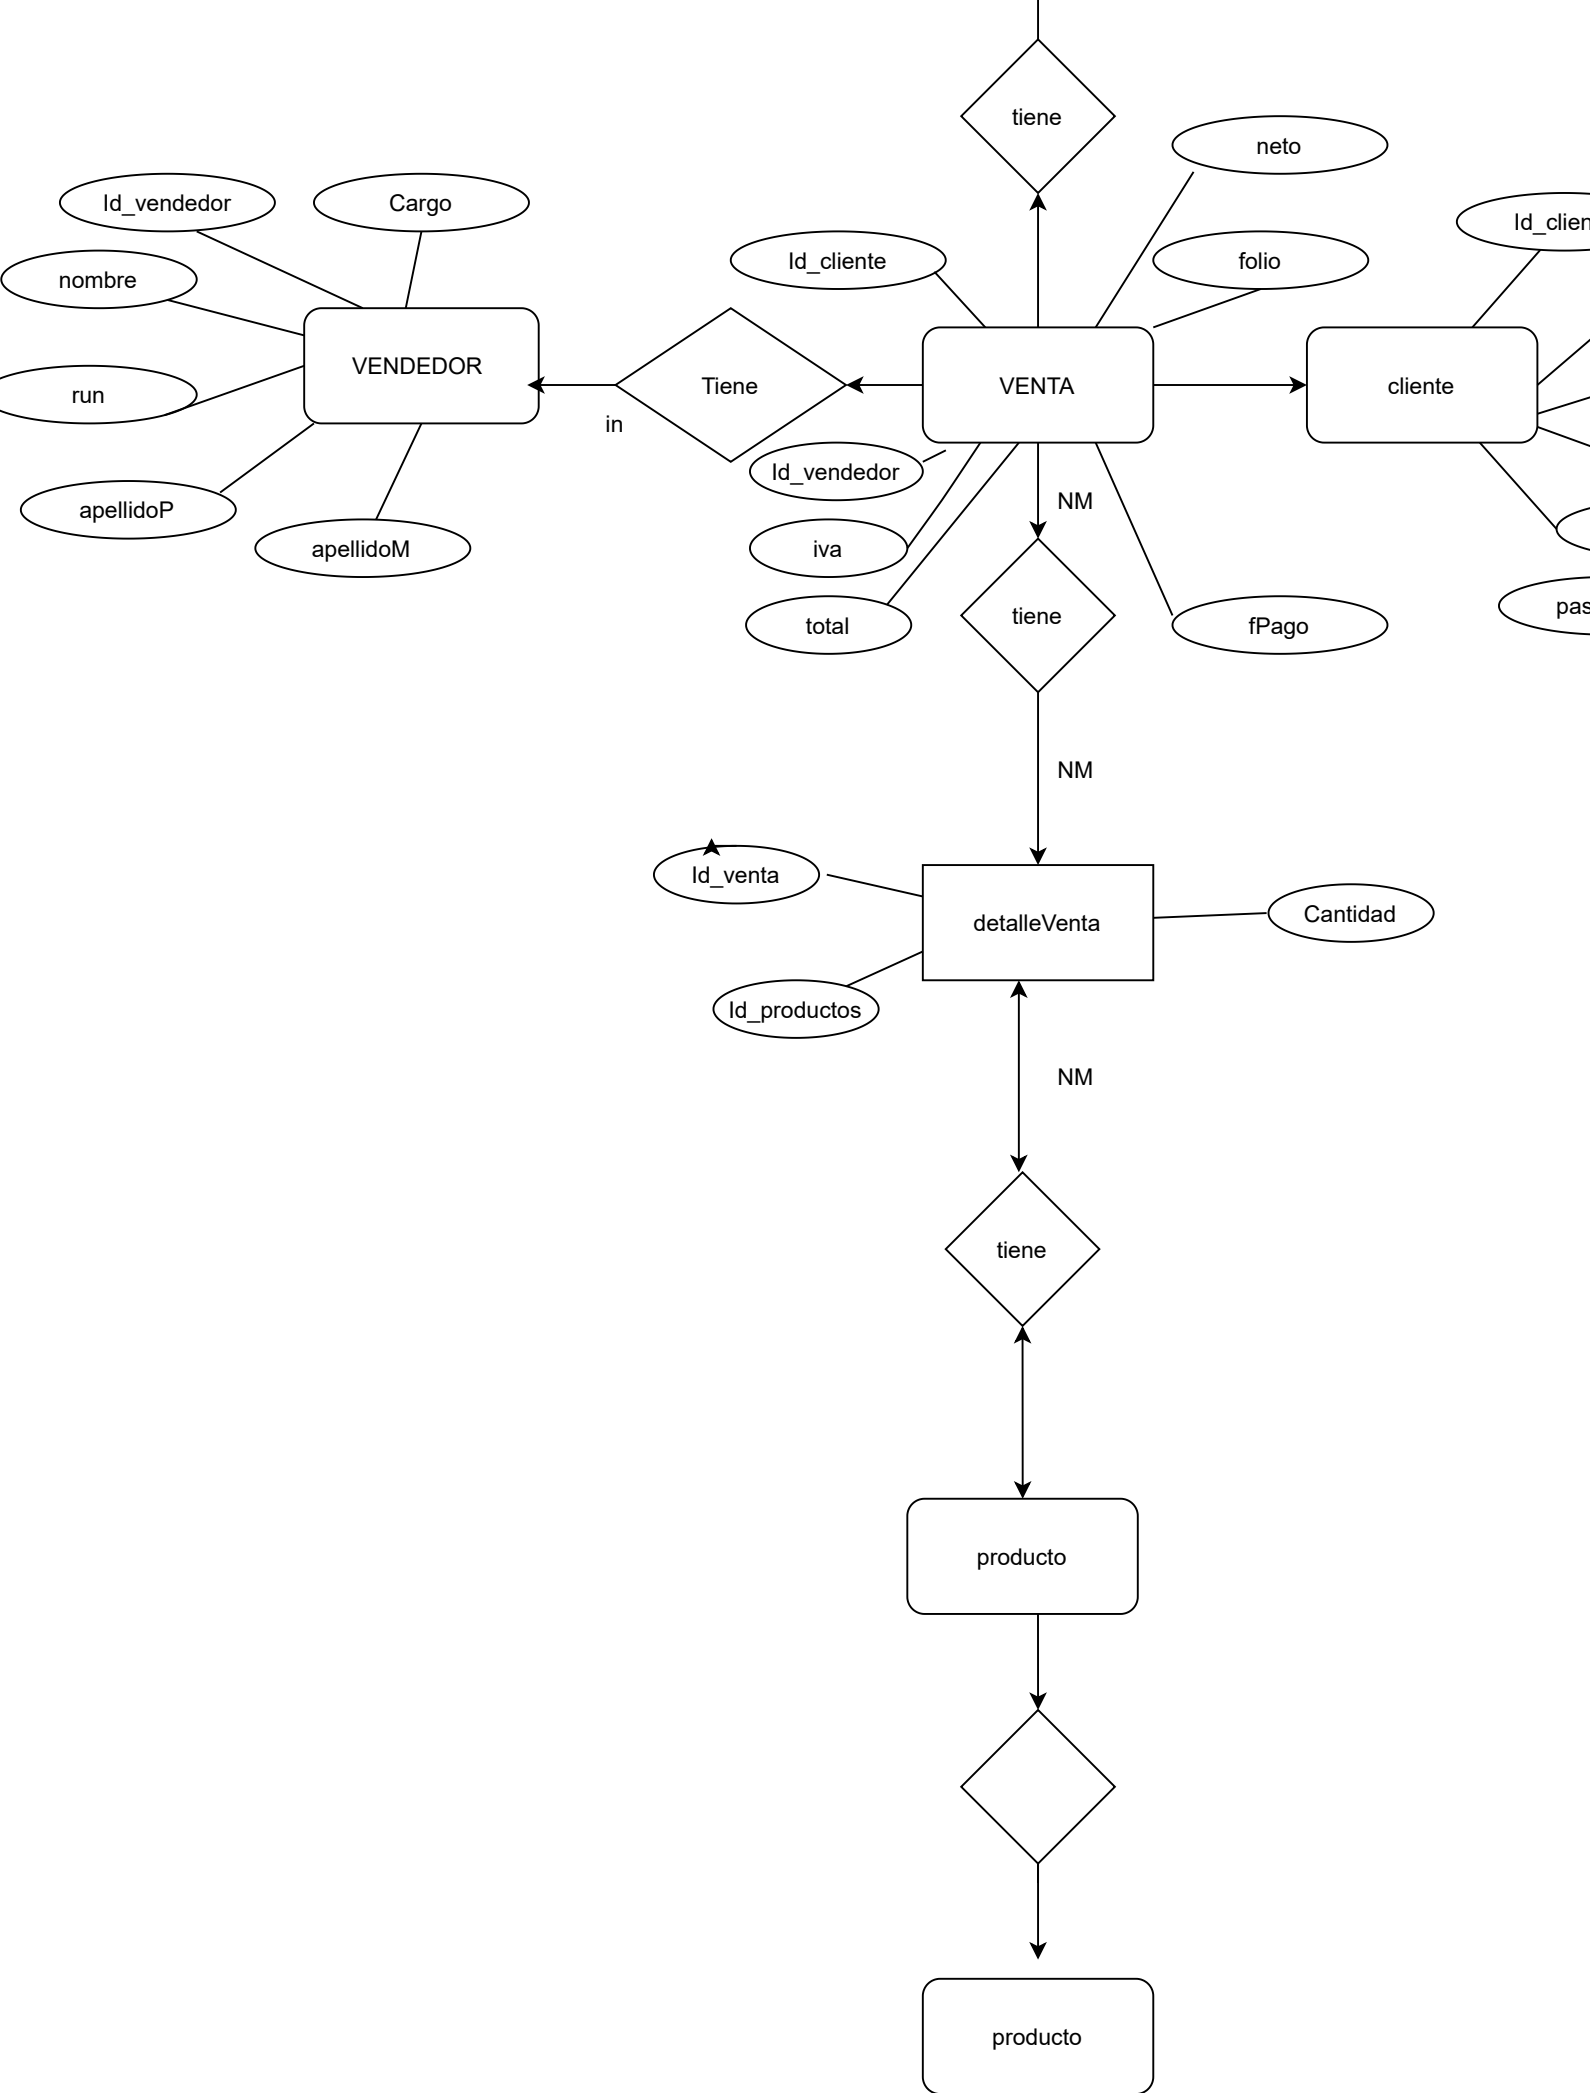 tiene
neto
Id_vendedor
Cargo
Id_clien
nombre
Id_cliente
folio
VENDEDOR
run
Tiene
VENTA
cliente
in
Id_vendedor
NM
apellidoP
apellidoM
iva
total
tiene
fPago
pas
NM
Id_venta
detalleVenta
Cantidad
Id_productos
NM
tiene
producto
producto